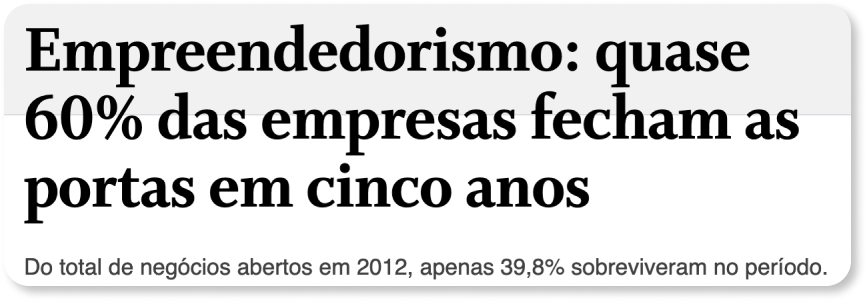 Empreendedorismo: quase
60% das empresas fecham as
portas em cinco anos
Do total de negócios abertos em 2012, apenas 39,8% sobreviveram no período.